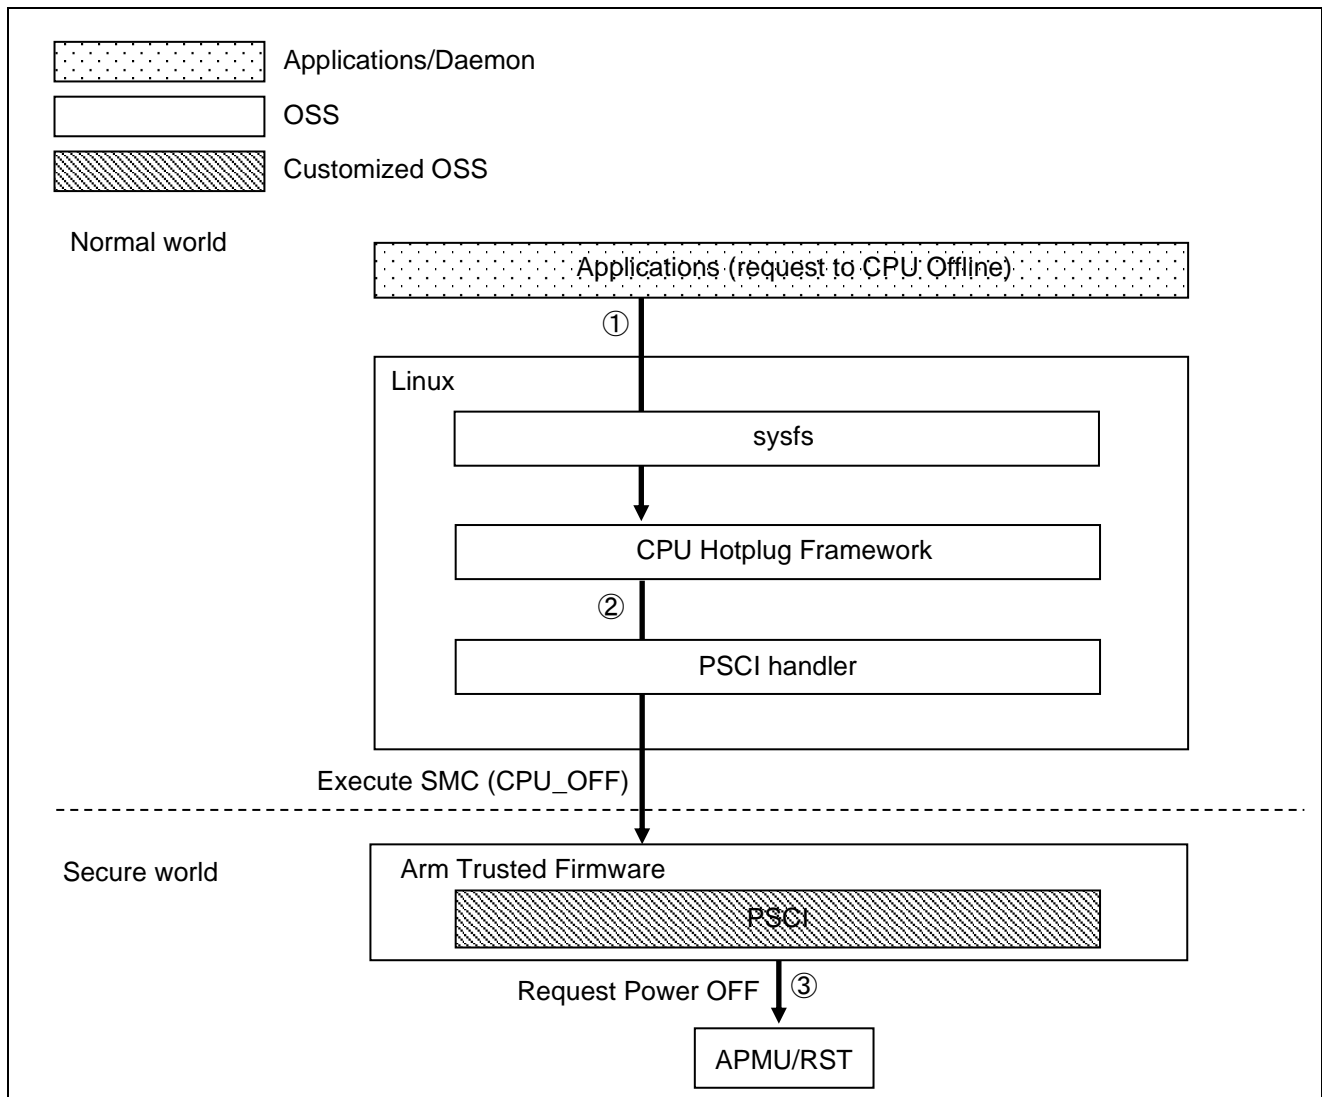 Applications/Daemon
OSS
Customized OSS
Normal world
Applications (request to CPU Offline)
①
Linux
sysfs
CPU Hotplug Framework
②
PSCI handler
Execute SMC (CPU_OFF)
Secure world
Arm Trusted Firmware
PSCI
Request Power OFF ③
APMU/RST